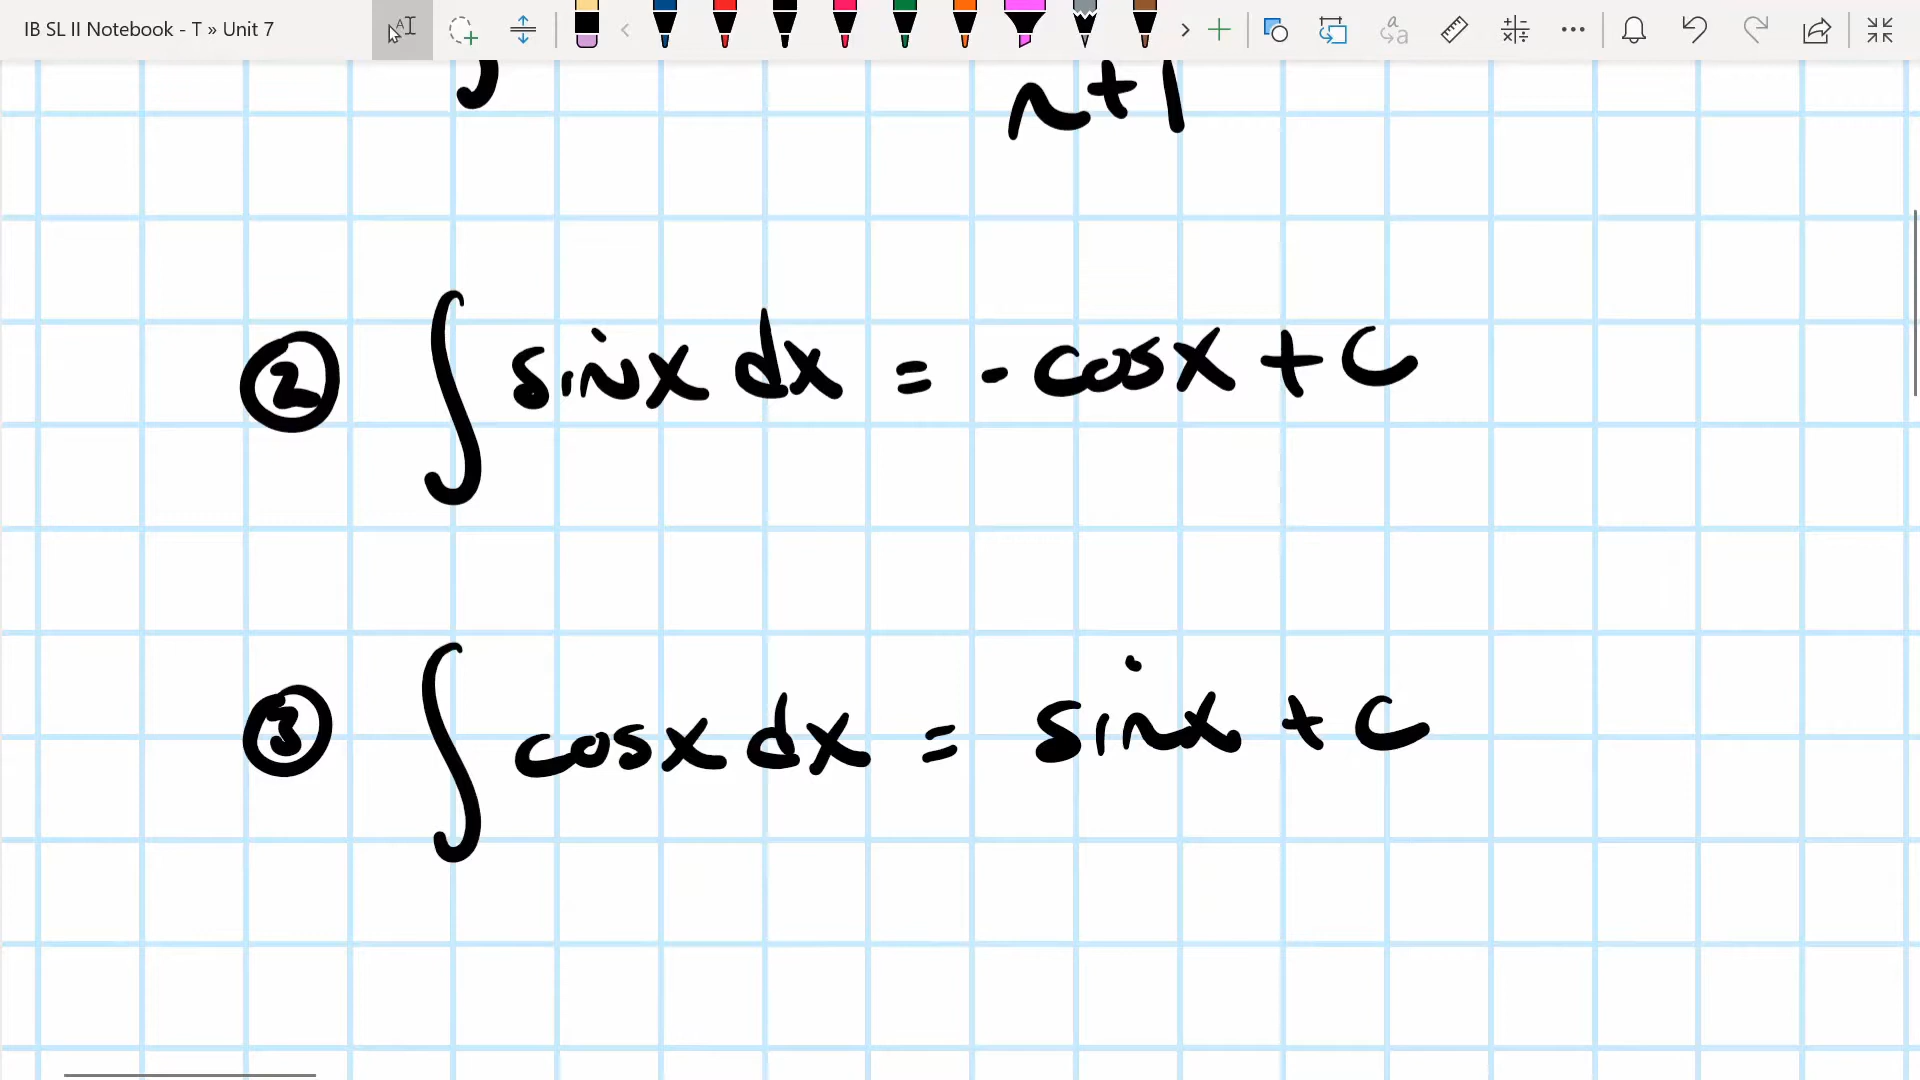 IB SL II Notebook - T » Unit 7
∫ n+1
② ∫ sinx dx = -cosx + C
③ ∫ cosx dx = sinx + C